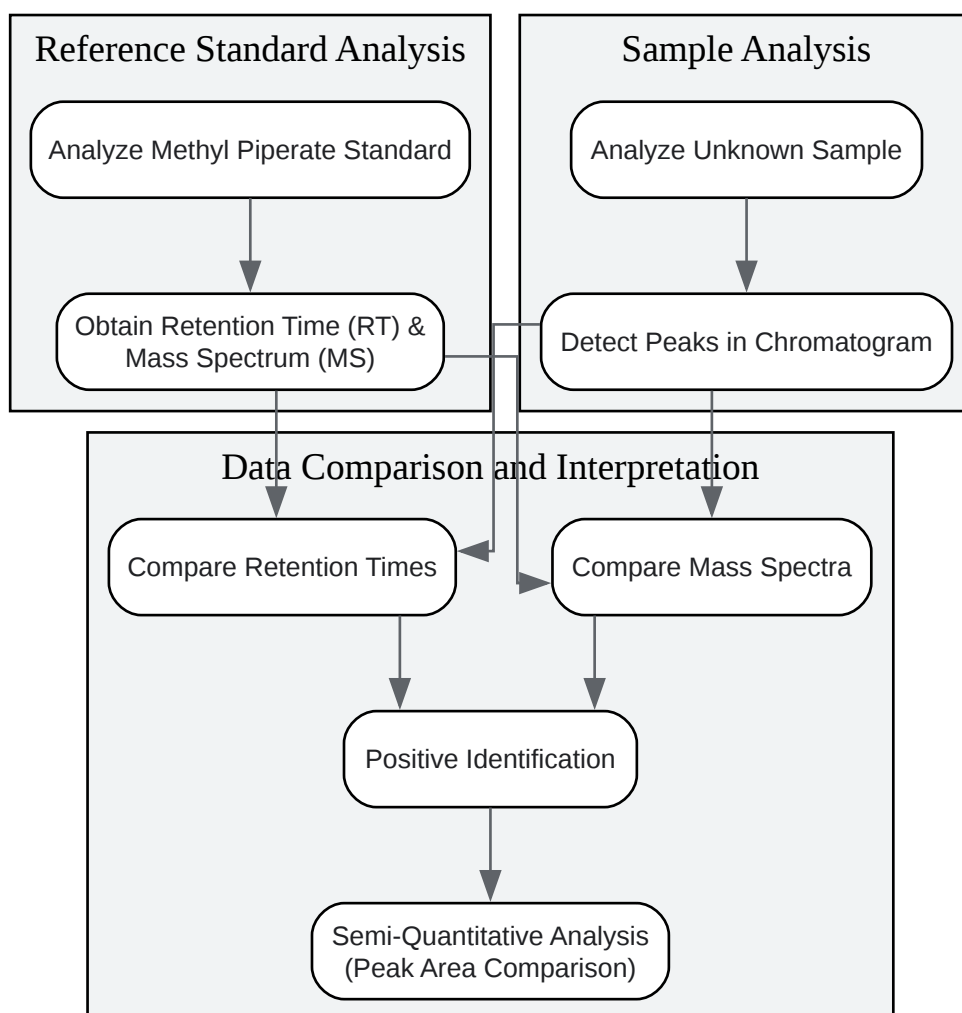 Reference Standard Analysis
Sample Analysis
Analyze Methyl Piperate Standard
Analyze Unknown Sample
Obtain Retention Time (RT) &
Mass Spectrum (MS)
Detect Peaks in Chromatogram
Data Comparison and Interpretation
Compare Retention Times
Compare Mass Spectra
Positive Identification
Semi-Quantitative Analysis
(Peak Area Comparison)